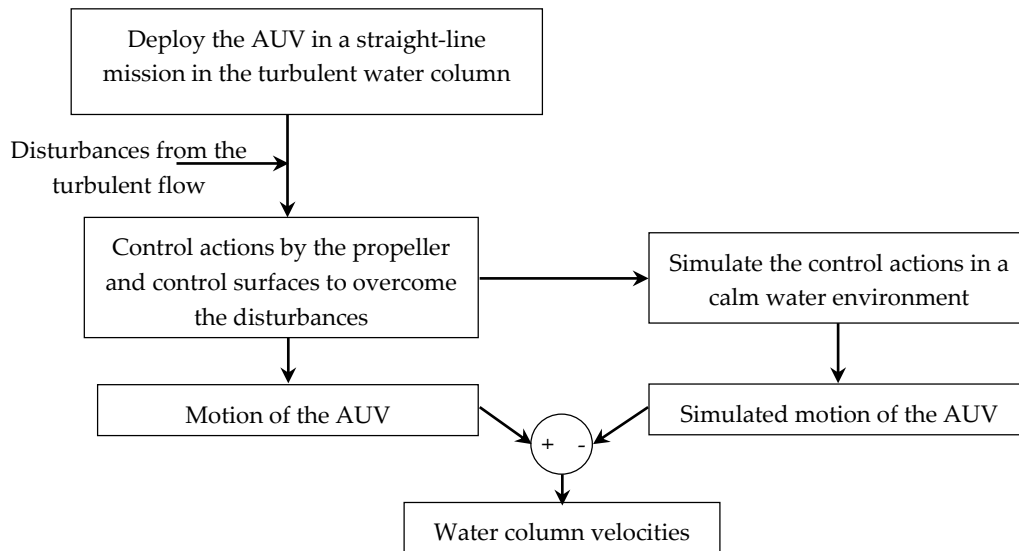 Deploy the AUV in a straight-line
mission in the turbulent water column
Disturbances from the
turbulent flow
Control actions by the propeller
and control surfaces to overcome
the disturbances
Simulate the control actions in a
calm water environment
Motion of the AUV
Simulated motion of the AUV
+ -
Water column velocities